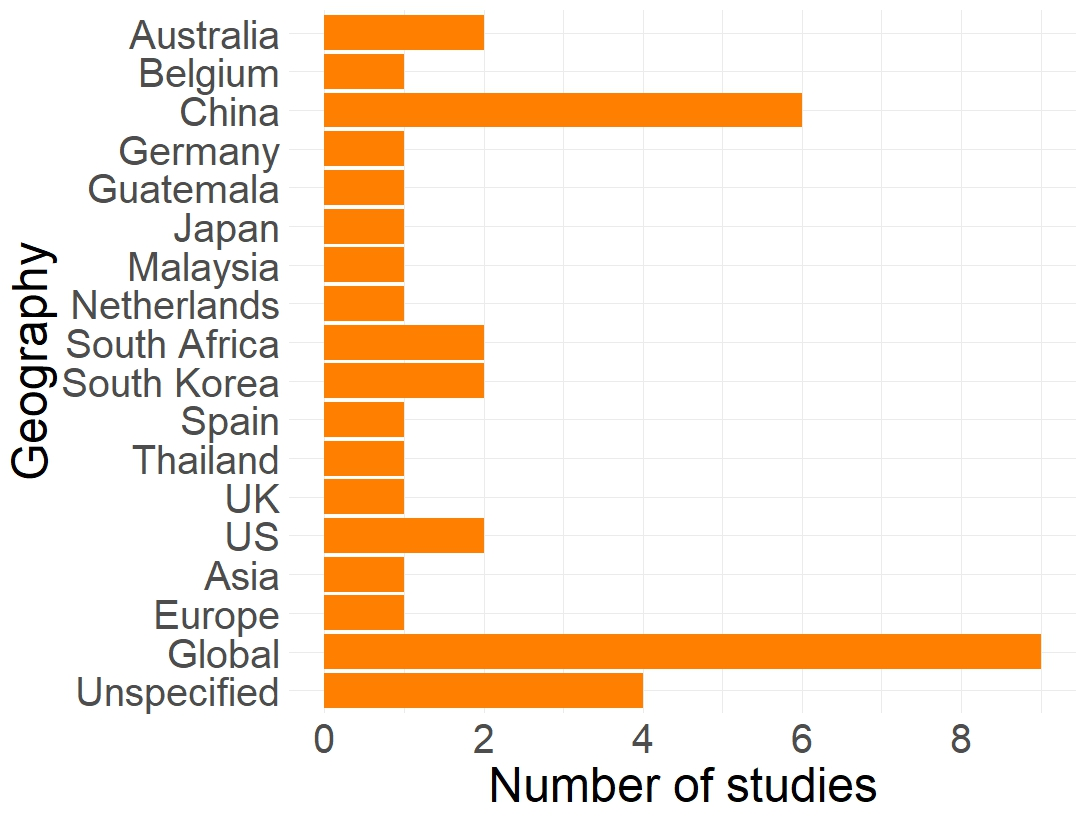 Geography
Australia
Belgium
China
Germany
Guatemala
Japan
Malaysia
Netherlands
South Africa
South Korea
Spain
Thailand
UK
US
Asia
Europe
Global
Unspecified
0 2 4 6 8
Number of studies